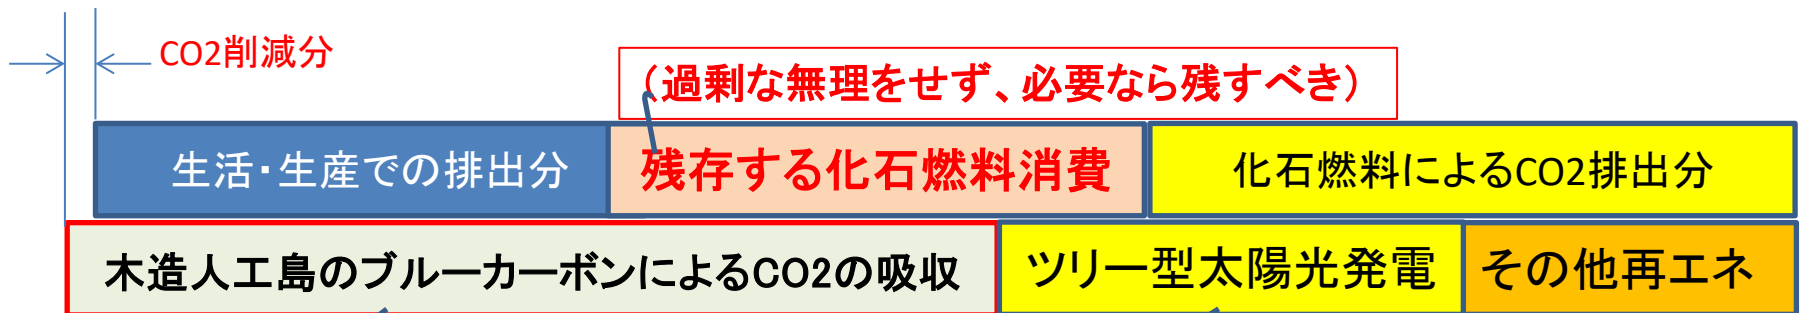 CO2削減分
（過剰な無理をせず、必要なら残すべき）
生活・生産での排出分
残存する化石燃料消費
化石燃料によるCO2排出分
木造人工島のブルーカーボンによるCO2の吸収
ツリー型太陽光発電
その他再エネ